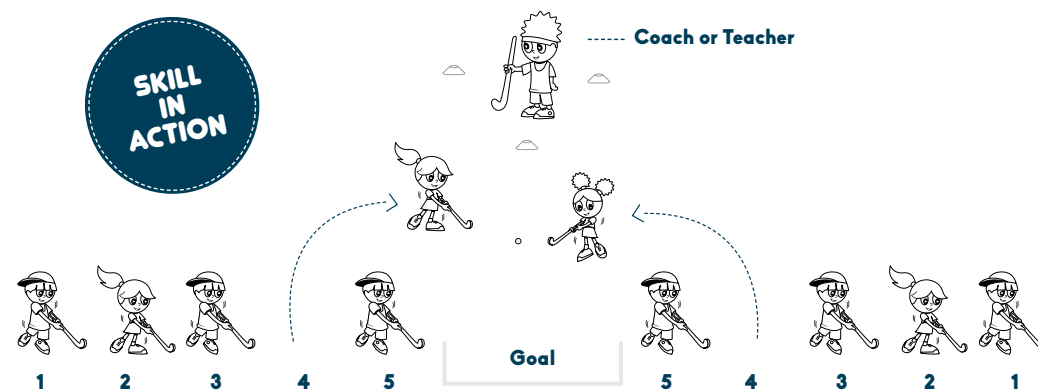 SKILL
IN
ACTION
Coach or Teacher
Goal
1 2 3 4 5 5 4 3 2 1